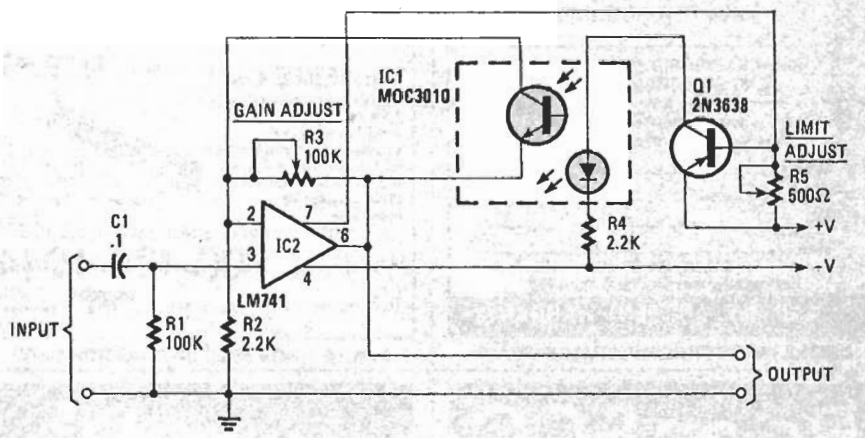 IC1
MOC3010
Q1
2N3638
GAIN ADJUST
R3
100K
LIMIT
ADJUST
R5
500Ω
C1
.1
2
7
IC2
6
3
4
LM741
R4
2.2K
+V
-V
INPUT
R1
100K
R2
2.2K
OUTPUT